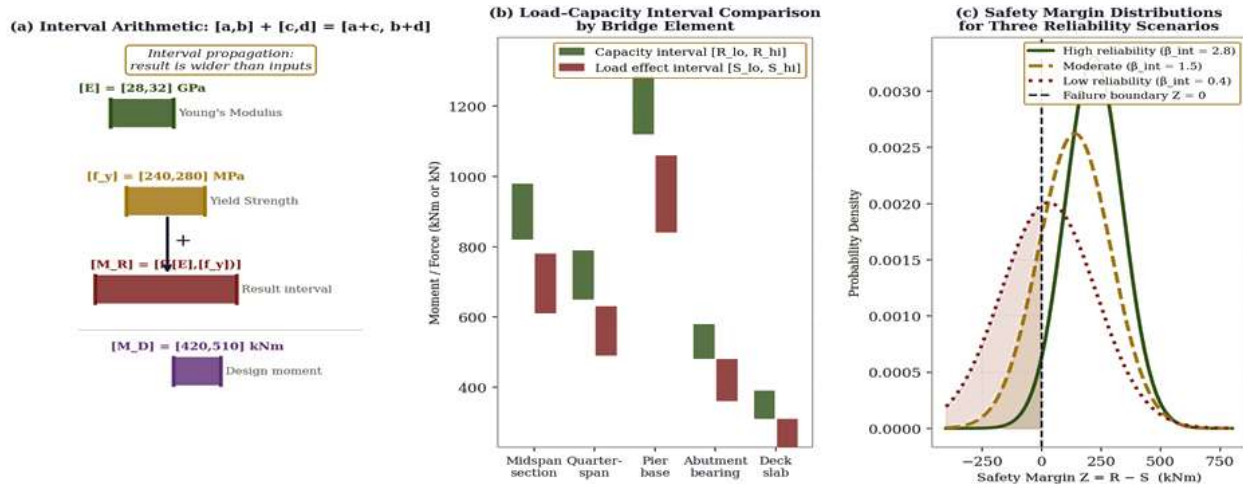 (a) Interval Arithmetic: [a,b] + [c,d] = [a+c, b+d]
Interval propagation:
result is wider than inputs
[E] = [28,32] GPa
Young's Modulus
[f_y] = [240,280] MPa
Yield Strength
+
[M_R] = [f([E],[f_y])]
Result interval
[M_D] = [420,510] kNm
Design moment
(b) Load–Capacity Interval Comparison
by Bridge Element
Capacity interval [R_lo, R_hi]
Load effect interval [S_lo, S_hi]
Moment / Force (kNm or kN)
1200
1000
800
600
400
Midspan
section
Quarter-
span
Pier
base
Abutment
bearing
Deck
slab
(c) Safety Margin Distributions
for Three Reliability Scenarios
High reliability (β_int = 2.8)
Moderate (β_int = 1.5)
Low reliability (β_int = 0.4)
Failure boundary Z = 0
Probability Density
0.0030
0.0025
0.0020
0.0015
0.0010
0.0005
0.0000
−250
0
250
500
750
Safety Margin Z = R − S (kNm)